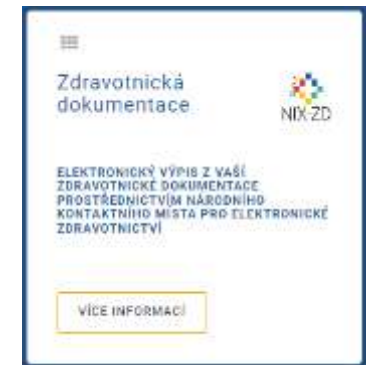 Zdravotnická
dokumentace
NIX-ZD
ELEKTRONICKÝ VÝPIS Z VAŠÍ
ZDRAVOTNICKÉ DOKUMENTACE
PROSTŘEDNICTVÍM NÁRODNÍHO
KONTAKTNÍHO MÍSTA PRO ELEKTRONICKÉ
ZDRAVOTNICTVÍ
VÍCE INFORMACÍ